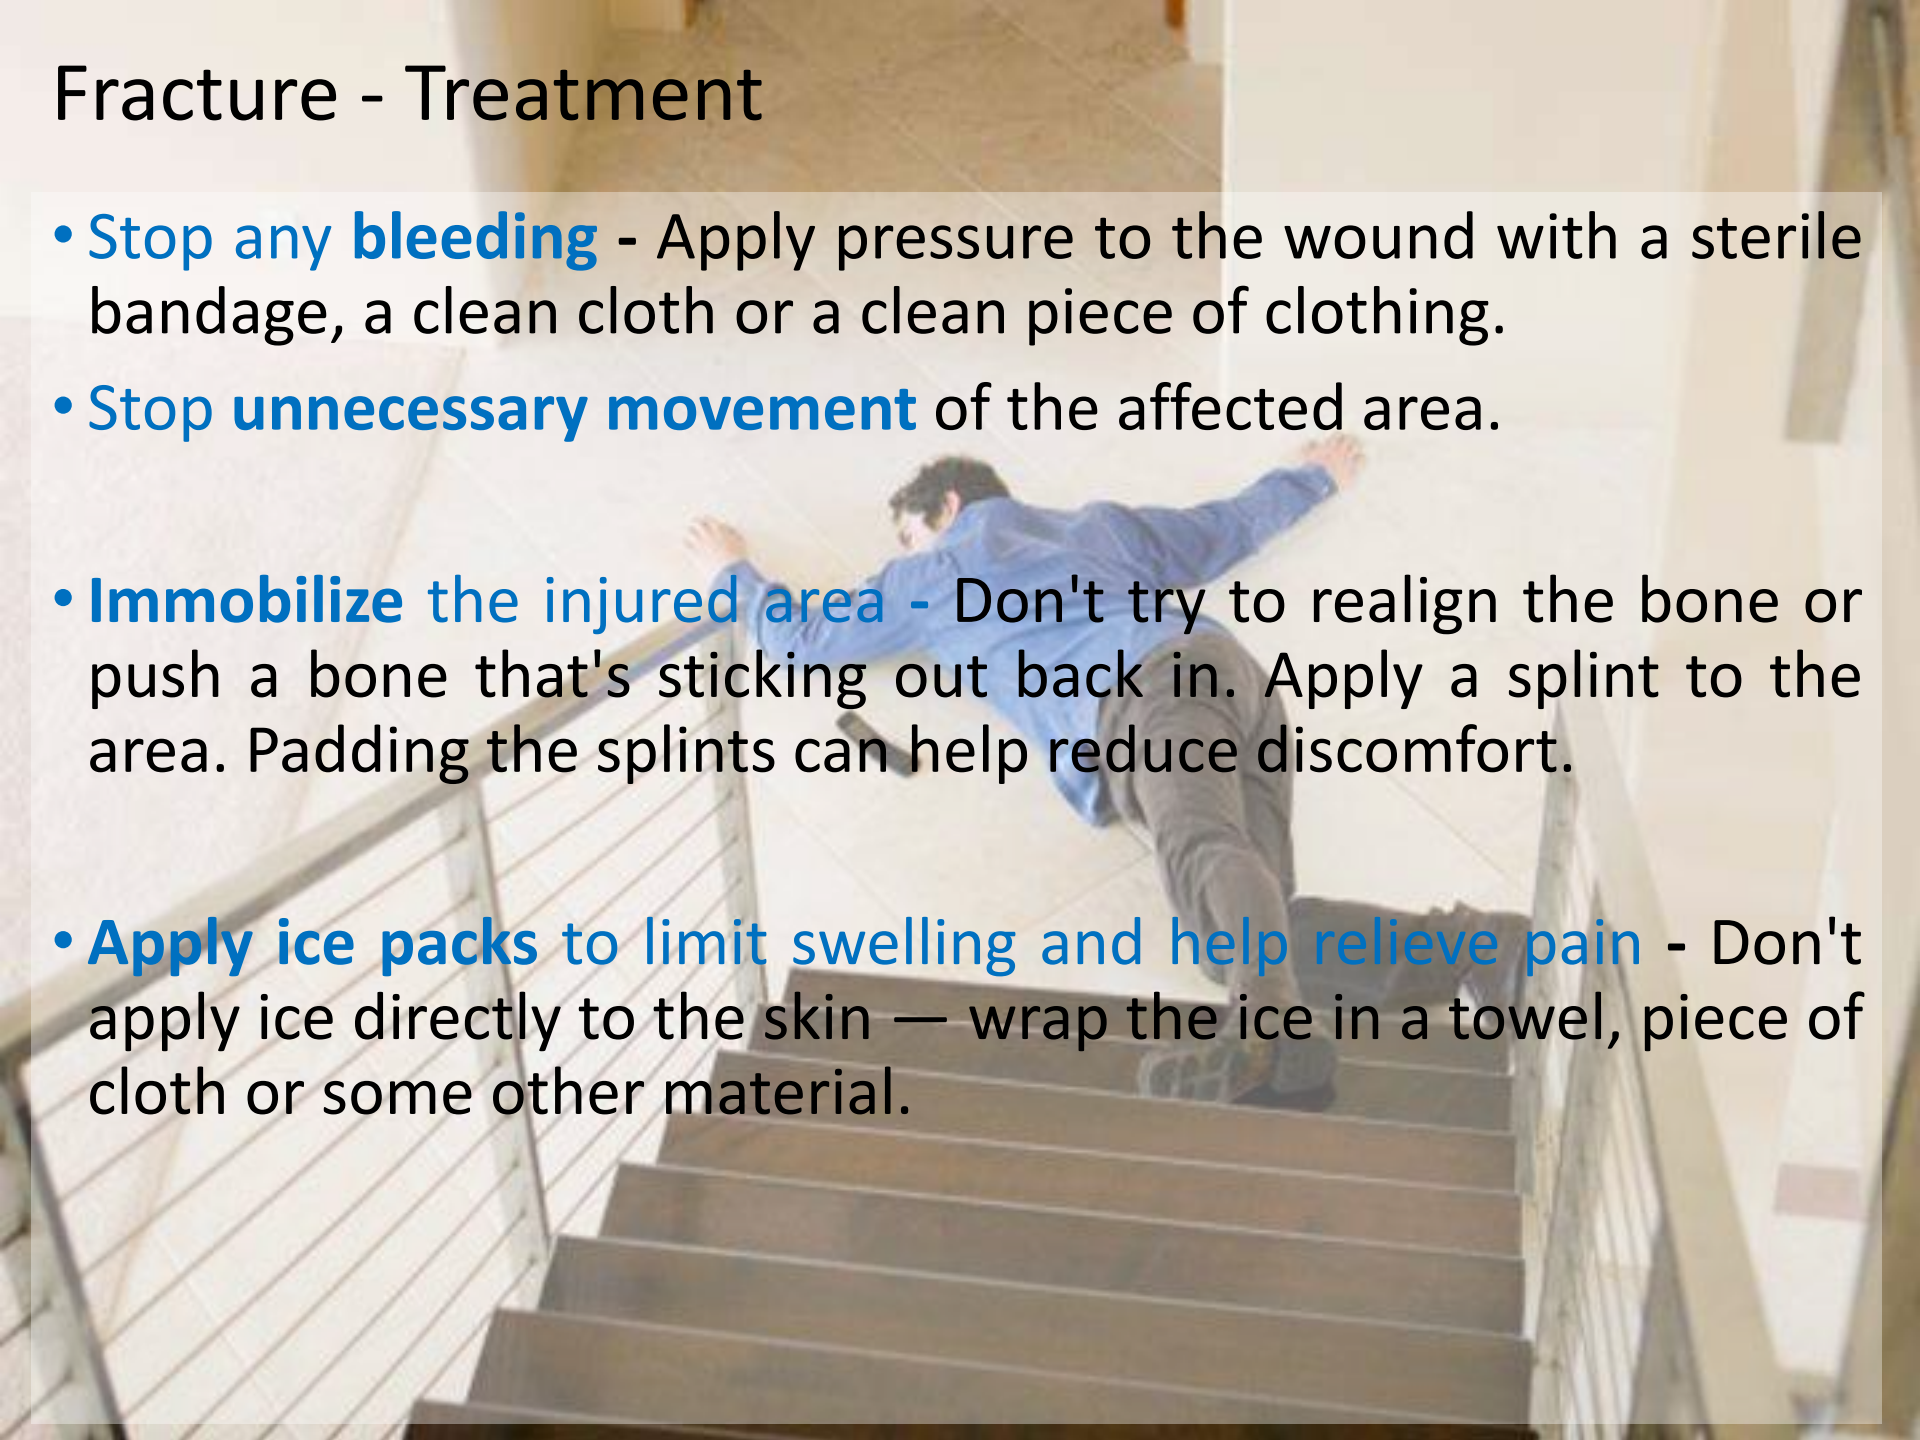 Fracture - Treatment
• Stop any bleeding - Apply pressure to the wound with a sterile
bandage, a clean cloth or a clean piece of clothing.
• Stop unnecessary movement of the affected area.
• Immobilize the injured area - Don't try to realign the bone or
push a bone that's sticking out back in. Apply a splint to the
area. Padding the splints can help reduce discomfort.
• Apply ice packs to limit swelling and help relieve pain - Don't
apply ice directly to the skin — wrap the ice in a towel, piece of
cloth or some other material.